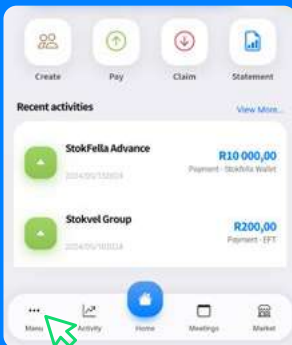 Create Pay Claim Statement
Recent activities View More...
StokFella Advance
R10 000,00
Payment - Stokfella Wallet
Stokvel Group
R200,00
Payment - EFT
Menu Activity Home Meetings Market